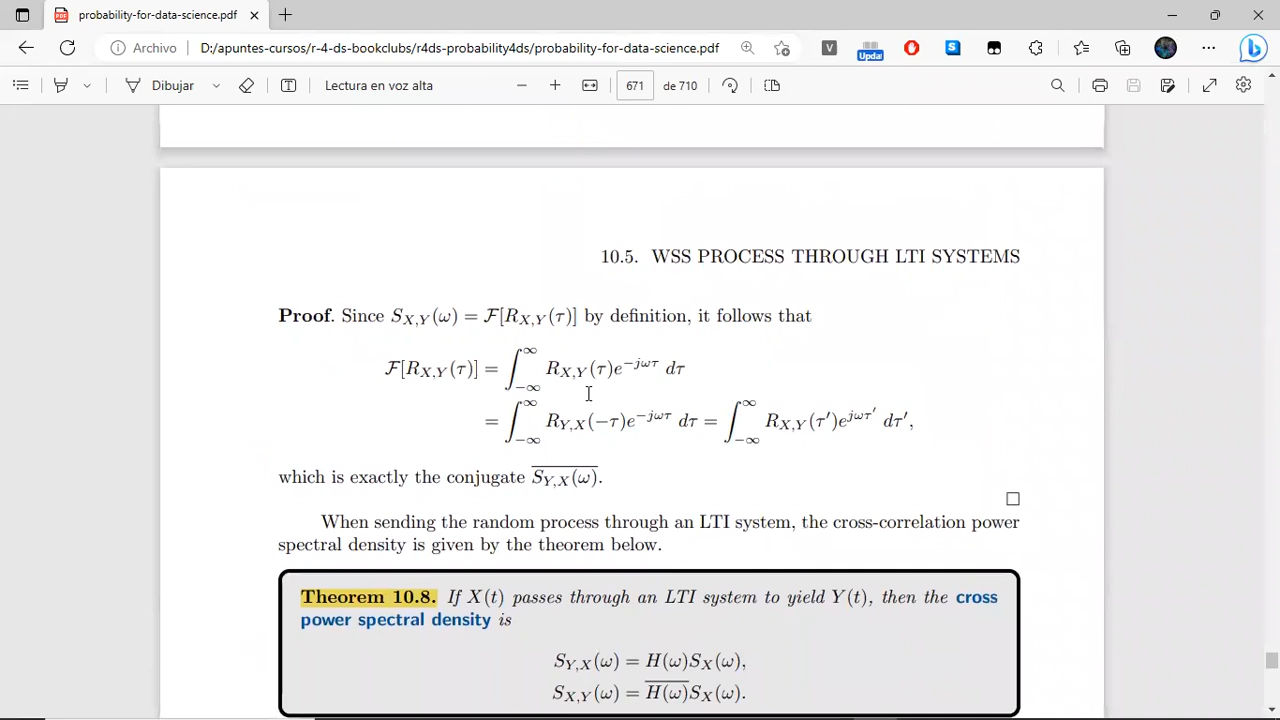 probability-for-data-science.pdf
Archivo D:/apuntes-cursos/r-4-ds-bookclubs/r4ds-probability4ds/probability-for-data-science.pdf V Updat S
Dibujar Lectura en voz alta 671 de 710
10.5. WSS PROCESS THROUGH LTI SYSTEMS
Proof. Since S_{X,Y}(ω) = ℱ[R_{X,Y}(τ)] by definition, it follows that
ℱ[R_{X,Y}(τ)] = ∫_{-∞}^{∞} R_{X,Y}(τ)e^{-jωτ} dτ
= ∫_{-∞}^{∞} R_{Y,X}(−τ)e^{-jωτ} dτ = ∫_{-∞}^{∞} R_{X,Y}(τ′)e^{jωτ′} dτ′,
which is exactly the conjugate \overline{S_{Y,X}(ω)}.
□
When sending the random process through an LTI system, the cross-correlation power
spectral density is given by the theorem below.
Theorem 10.8. If X(t) passes through an LTI system to yield Y(t), then the cross
power spectral density is
S_{Y,X}(ω) = H(ω)S_X(ω),
S_{X,Y}(ω) = \overline{H(ω)}S_X(ω).